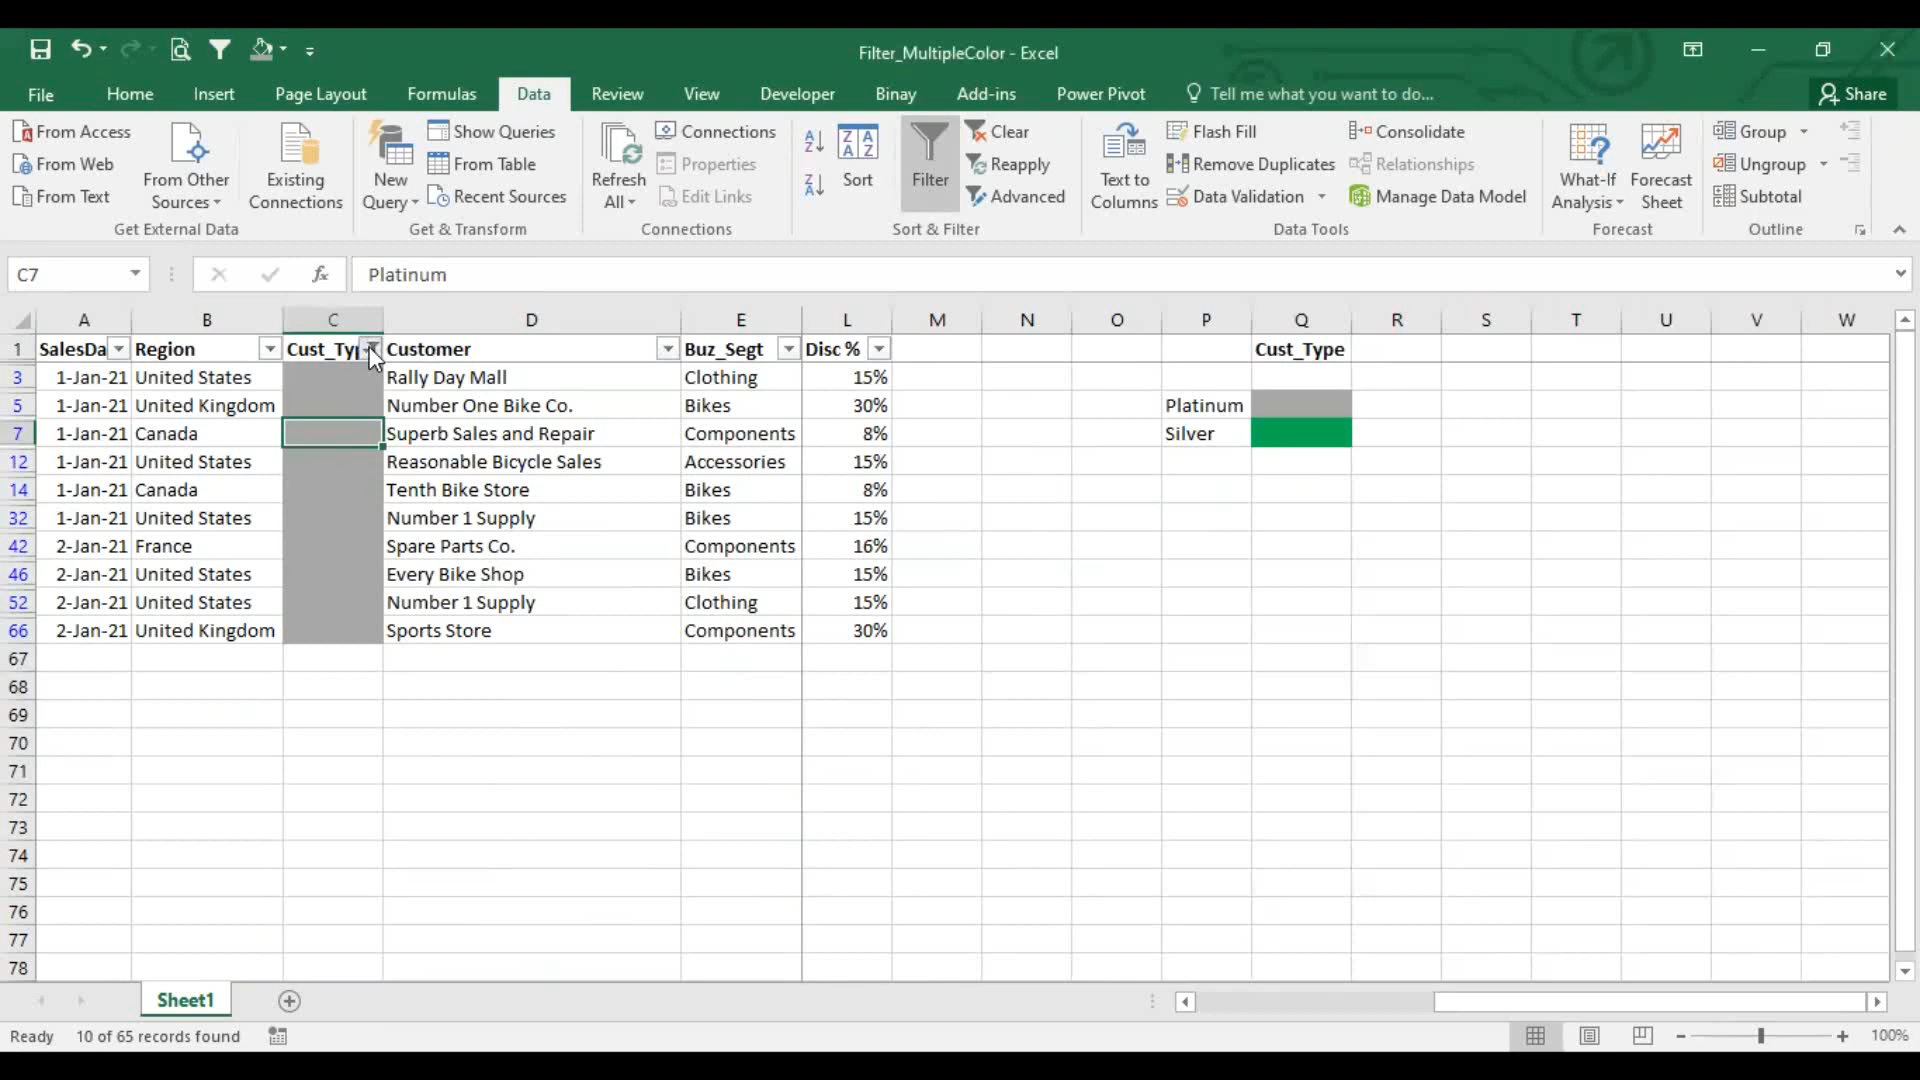 Filter_MultipleColor - Excel
File Home Insert Page Layout Formulas Data Review View Developer Binay Add-ins Power Pivot Tell me what you want to do... Share
From Access
From Web
From Text
From Other
Sources
Existing
Connections
Get External Data
New
Query
Show Queries
From Table
Recent Sources
Get & Transform
Refresh
All
Connections
Properties
Edit Links
Connections
Sort
Filter
Clear
Reapply
Advanced
Sort & Filter
Text to
Columns
Flash Fill
Remove Duplicates
Data Validation
Consolidate
Relationships
Manage Data Model
Data Tools
What-If
Analysis
Forecast
Sheet
Forecast
Group
Ungroup
Subtotal
Outline
C7 fx Platinum
A B C D E L M N O P Q R S T U V W
1 SalesDa Region Cust_Ty Customer Buz_Segt Disc % Cust_Type
3 1-Jan-21 United States Rally Day Mall Clothing 15%
5 1-Jan-21 United Kingdom Number One Bike Co. Bikes 30% Platinum
7 1-Jan-21 Canada Superb Sales and Repair Components 8% Silver
12 1-Jan-21 United States Reasonable Bicycle Sales Accessories 15%
14 1-Jan-21 Canada Tenth Bike Store Bikes 8%
32 1-Jan-21 United States Number 1 Supply Bikes 15%
42 2-Jan-21 France Spare Parts Co. Components 16%
46 2-Jan-21 United States Every Bike Shop Bikes 15%
52 2-Jan-21 United States Number 1 Supply Clothing 15%
66 2-Jan-21 United Kingdom Sports Store Components 30%
67
68
69
70
71
72
73
74
75
76
77
78
Sheet1
Ready 10 of 65 records found 100%